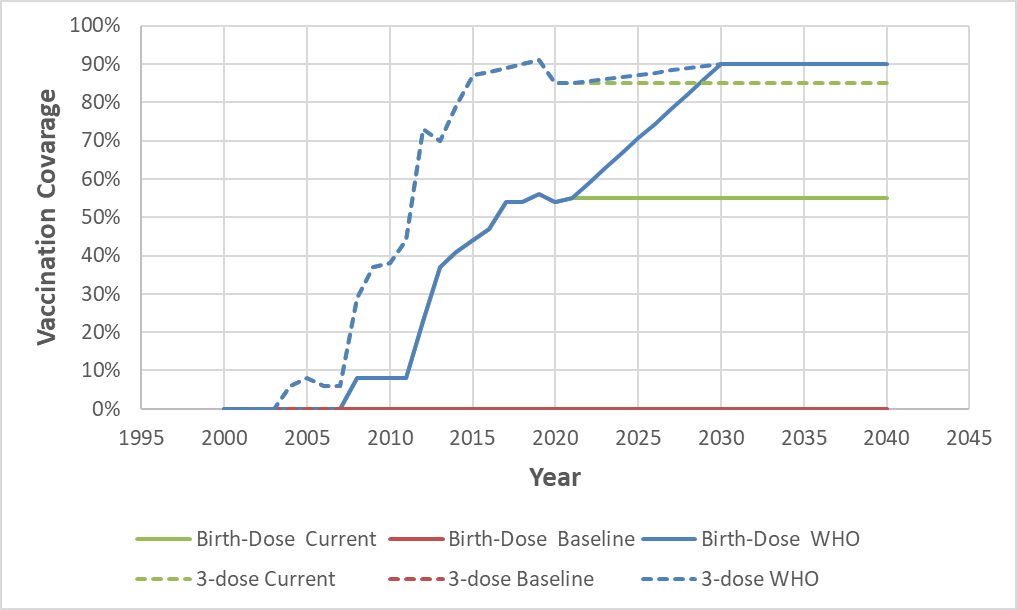 100%
90%
80%
70%
60%
50%
40%
30%
20%
10%
0%
Vaccination Covarage
1995 2000 2005 2010 2015 2020 2025 2030 2035 2040 2045
Year
Birth-Dose Current Birth-Dose Baseline Birth-Dose WHO
3-dose Current 3-dose Baseline 3-dose WHO